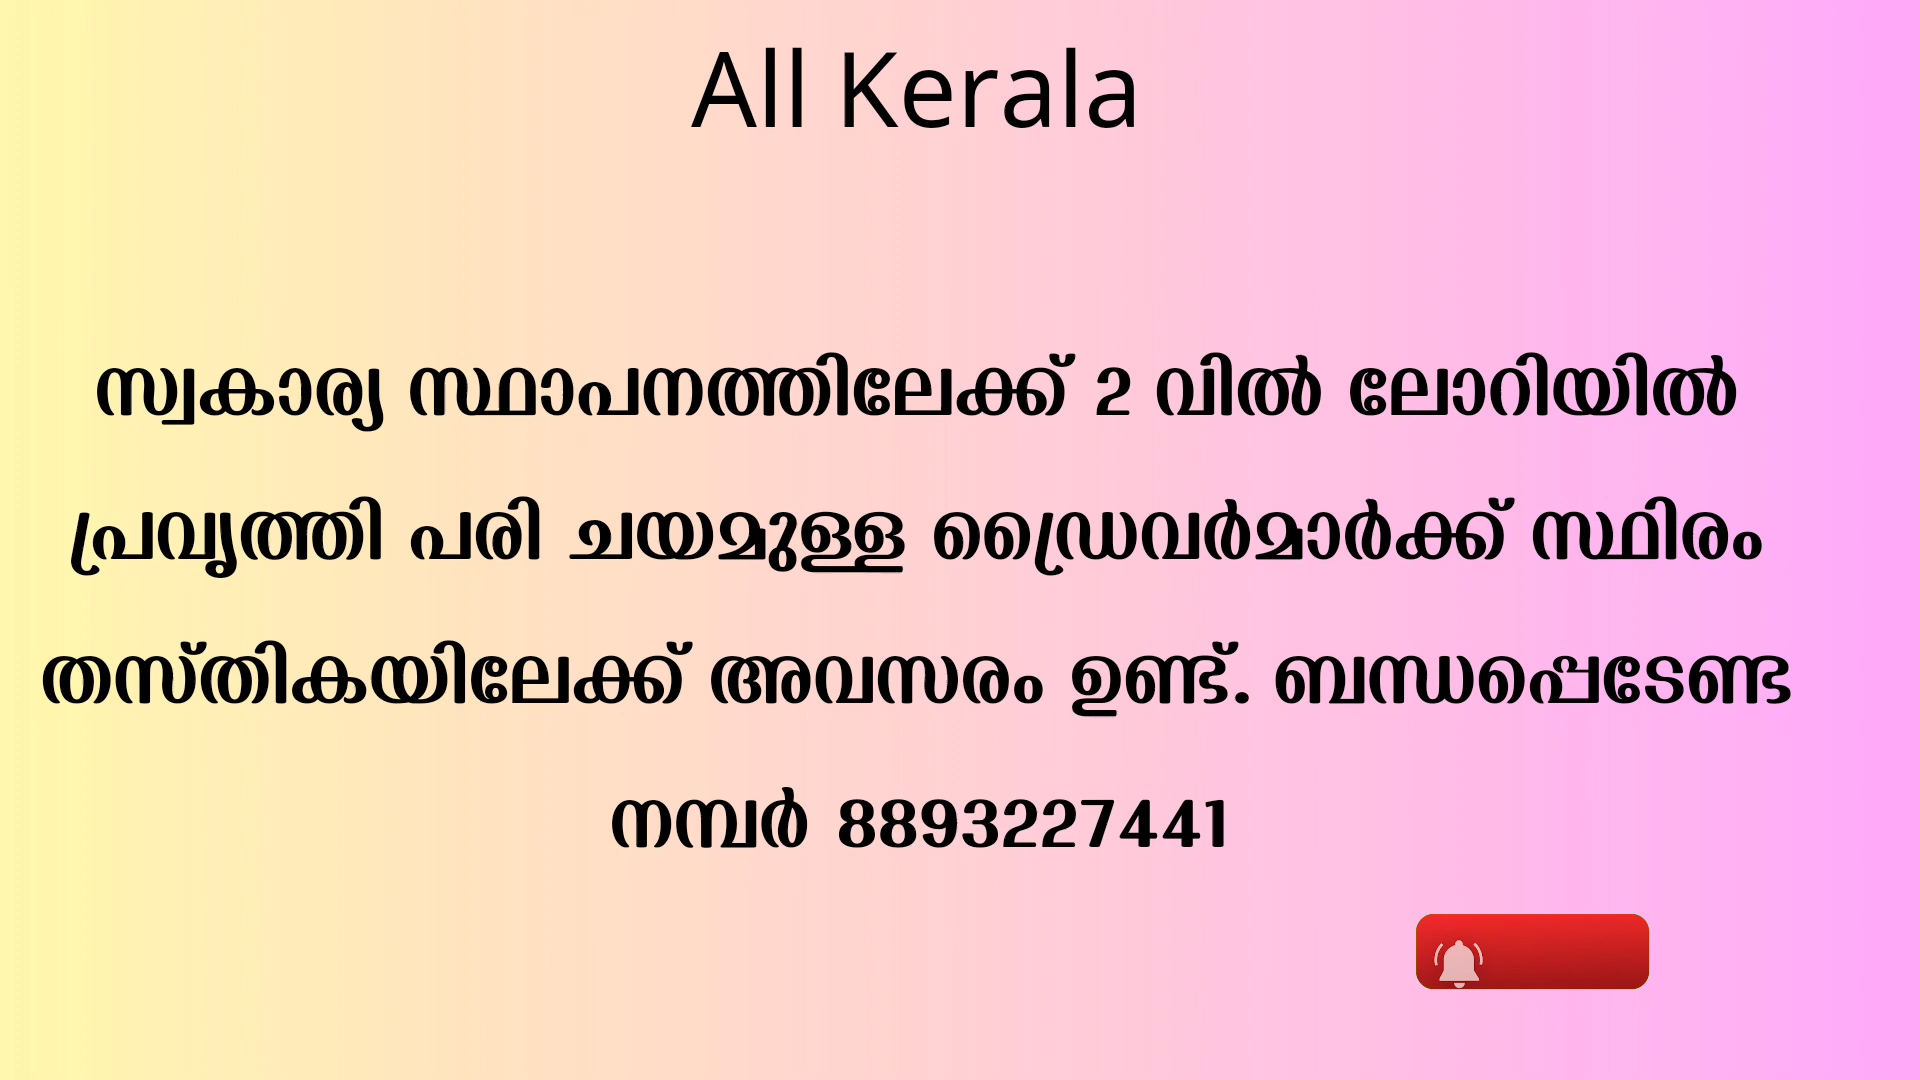 All Kerala
സ്വകാര്യ സ്ഥാപനത്തിലേക്ക് 2 വിൽ ലോറിയിൽ
പ്രവൃത്തി പരി ചയമുള്ള ഡ്രൈവർമാർക്ക് സ്ഥിരം
തസ്തികയിലേക്ക് അവസരം ഉണ്ട്. ബന്ധപ്പെടേണ്ട
നമ്പർ 8893227441